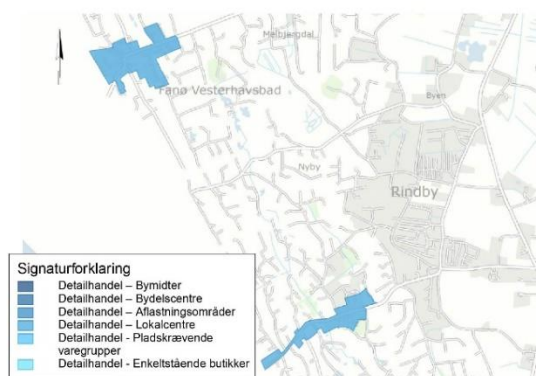 Melbjergdal
Fanø Vesterhavsbad
Byen
Nyby
Rindby
Signaturforklaring
Detailhandel – Bymidter
Detailhandel – Bydelscentre
Detailhandel – Aflastningsområder
Detailhandel – Lokalcentre
Detailhandel - Pladskrævende
varegrupper
Detailhandel - Enkeltstående butikker